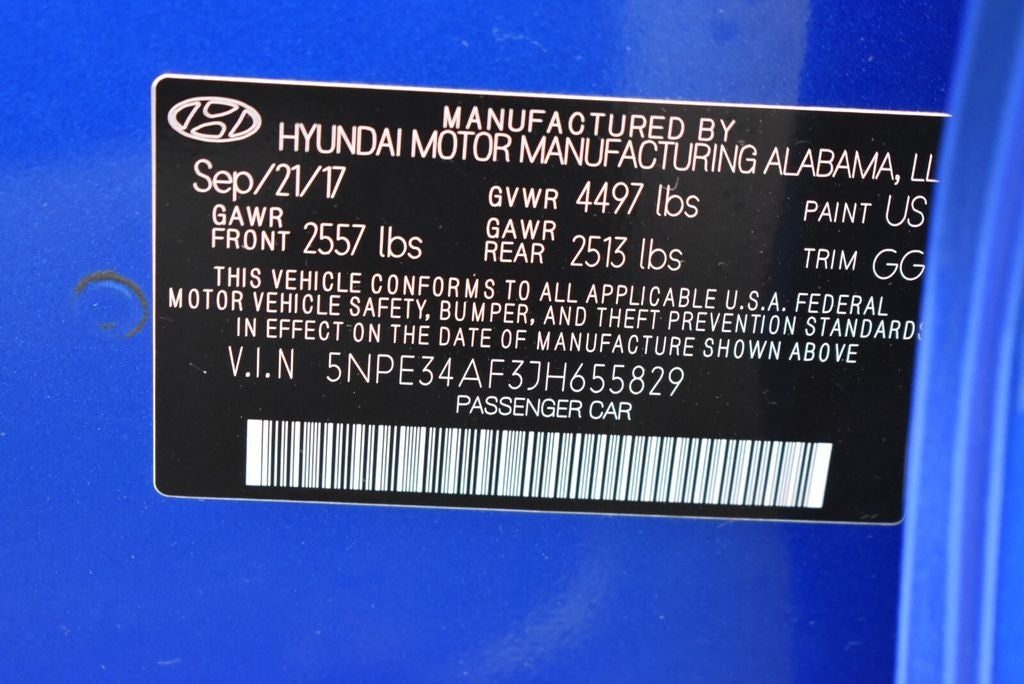 MANUFACTURED BY
HYUNDAI MOTOR MANUFACTURING ALABAMA, LL
Sep/21/17 GVWR 4497 lbs PAINT US
GAWR FRONT 2557 lbs GAWR REAR 2513 lbs TRIM GG
THIS VEHICLE CONFORMS TO ALL APPLICABLE U.S.A. FEDERAL
MOTOR VEHICLE SAFETY, BUMPER, AND THEFT PREVENTION STANDARDS
IN EFFECT ON THE DATE OF MANUFACTURE SHOWN ABOVE
V.I.N 5NPE34AF3JH655829
PASSENGER CAR